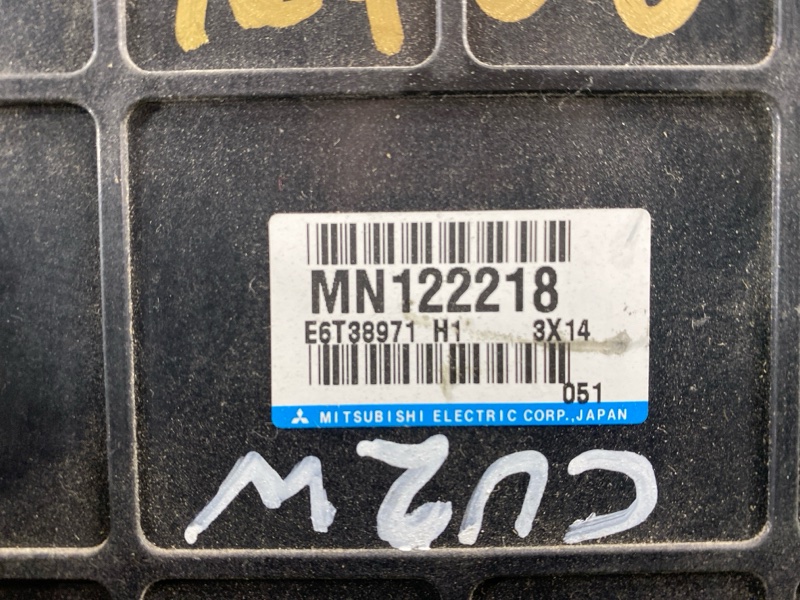 MN122218
E6T38971 H1 3X14
051
MITSUBISHI ELECTRIC CORP.,JAPAN
CU2W